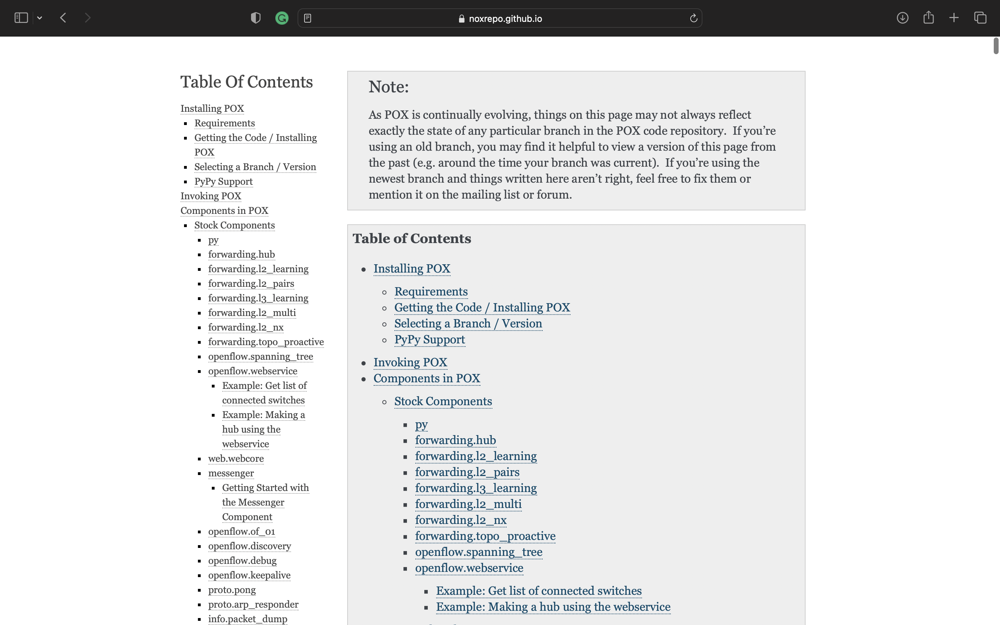 noxrepo.github.io
Table Of Contents
Installing POX
Requirements
Getting the Code / Installing
POX
Selecting a Branch / Version
PyPy Support
Invoking POX
Components in POX
Stock Components
py
forwarding.hub
forwarding.l2_learning
forwarding.l2_pairs
forwarding.l3_learning
forwarding.l2_multi
forwarding.l2_nx
forwarding.topo_proactive
openflow.spanning_tree
openflow.webservice
Example: Get list of
connected switches
Example: Making a
hub using the
webservice
web.webcore
messenger
Getting Started with
the Messenger
Component
openflow.of_01
openflow.discovery
openflow.debug
openflow.keepalive
proto.pong
proto.arp_responder
info.packet_dump
Note:
As POX is continually evolving, things on this page may not always reflect
exactly the state of any particular branch in the POX code repository.  If you’re
using an old branch, you may find it helpful to view a version of this page from
the past (e.g. around the time your branch was current).  If you’re using the
newest branch and things written here aren’t right, feel free to fix them or
mention it on the mailing list or forum.
Table of Contents
Installing POX
Requirements
Getting the Code / Installing POX
Selecting a Branch / Version
PyPy Support
Invoking POX
Components in POX
Stock Components
py
forwarding.hub
forwarding.l2_learning
forwarding.l2_pairs
forwarding.l3_learning
forwarding.l2_multi
forwarding.l2_nx
forwarding.topo_proactive
openflow.spanning_tree
openflow.webservice
Example: Get list of connected switches
Example: Making a hub using the webservice